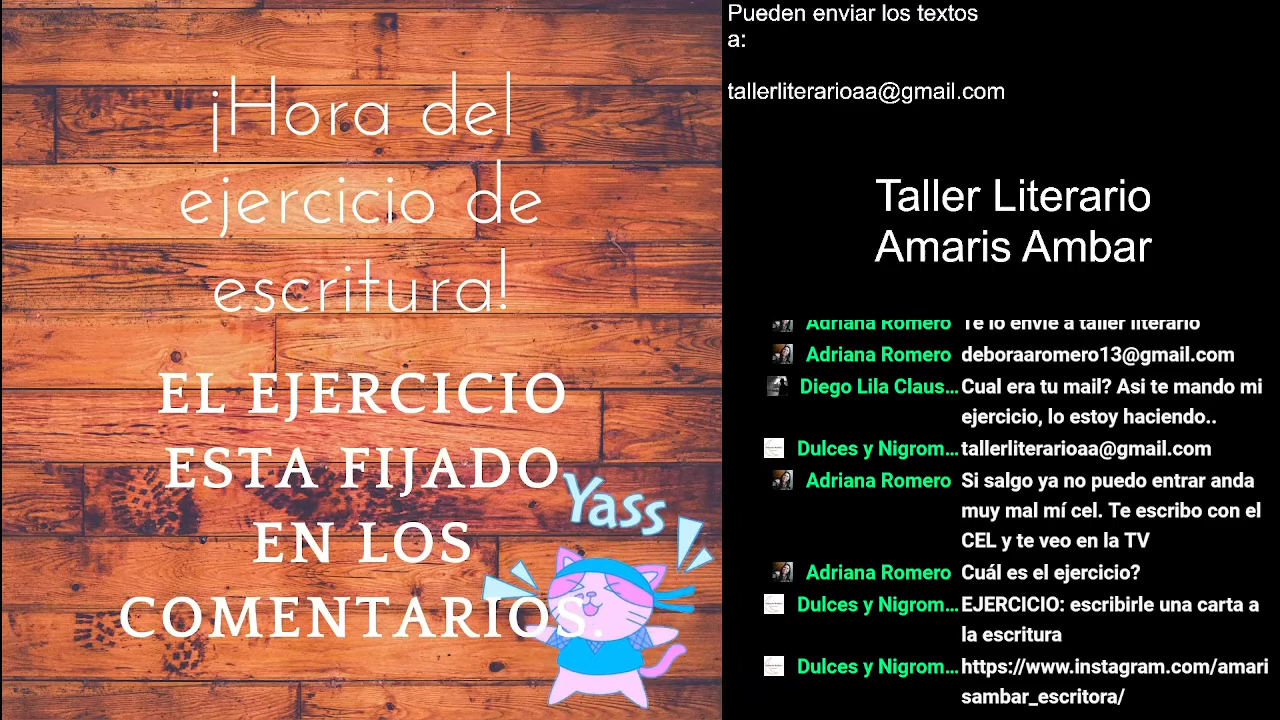 ¡Hora del
ejercicio de
escritura!
EL EJERCICIO
ESTA FIJADO
EN LOS
COMENTARIOS.
Yass
Pueden enviar los textos
a:
tallerliterarioaa@gmail.com
Taller Literario
Amaris Ambar
Adriana Romero Te lo envie a taller literario
Adriana Romero deboraaromero13@gmail.com
Diego Lila Claus... Cual era tu mail? Asi te mando mi
ejercicio, lo estoy haciendo..
Dulces y Nigrom... tallerliterarioaa@gmail.com
Adriana Romero Si salgo ya no puedo entrar anda
muy mal mí cel. Te escribo con el
CEL y te veo en la TV
Adriana Romero Cuál es el ejercicio?
Dulces y Nigrom... EJERCICIO: escribirle una carta a
la escritura
Dulces y Nigrom... https://www.instagram.com/amari
sambar_escritora/